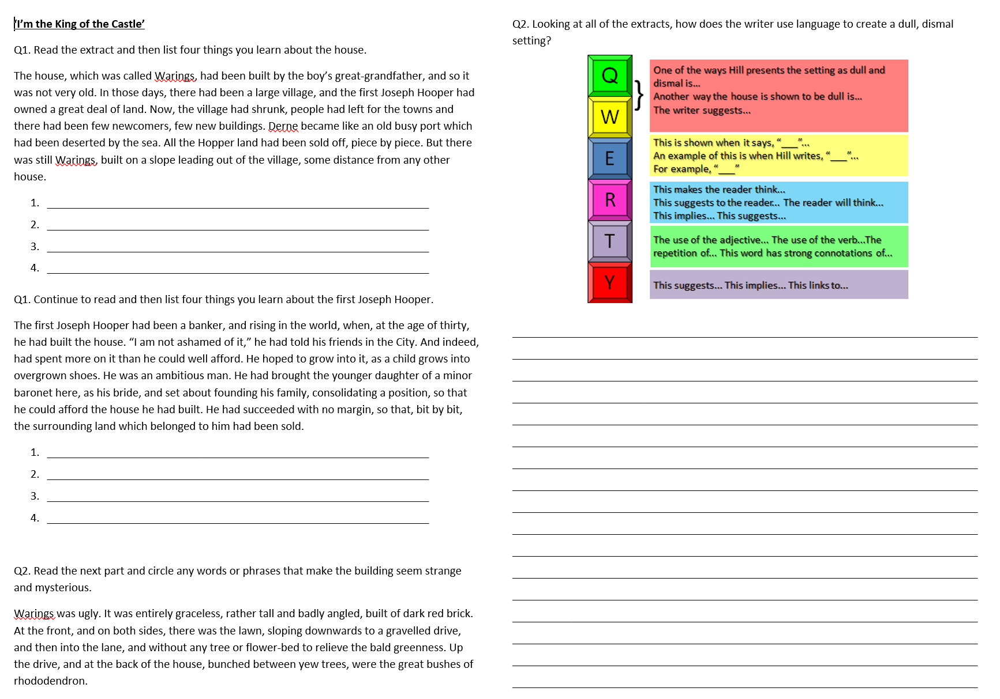 ‘I’m the King of the Castle’
Q1. Read the extract and then list four things you learn about the house.
The house, which was called Warings, had been built by the boy’s great-grandfather, and so it
was not very old. In those days, there had been a large village, and the first Joseph Hooper had
owned a great deal of land. Now, the village had shrunk, people had left for the towns and
there had been few newcomers, few new buildings. Derne became like an old busy port which
had been deserted by the sea. All the Hopper land had been sold off, piece by piece. But there
was still Warings, built on a slope leading out of the village, some distance from any other
house.
1.
2.
3.
4.
Q1. Continue to read and then list four things you learn about the first Joseph Hooper.
The first Joseph Hooper had been a banker, and rising in the world, when, at the age of thirty,
he had built the house. “I am not ashamed of it,” he had told his friends in the City. And indeed,
had spent more on it than he could well afford. He hoped to grow into it, as a child grows into
overgrown shoes. He was an ambitious man. He had brought the younger daughter of a minor
baronet here, as his bride, and set about founding his family, consolidating a position, so that
he could afford the house he had built. He had succeeded with no margin, so that, bit by bit,
the surrounding land which belonged to him had been sold.
1.
2.
3.
4.
Q2. Read the next part and circle any words or phrases that make the building seem strange
and mysterious.
Warings was ugly. It was entirely graceless, rather tall and badly angled, built of dark red brick.
At the front, and on both sides, there was the lawn, sloping downwards to a gravelled drive,
and then into the lane, and without any tree or flower-bed to relieve the bald greenness. Up
the drive, and at the back of the house, bunched between yew trees, were the great bushes of
rhododendron.
Q2. Looking at all of the extracts, how does the writer use language to create a dull, dismal
setting?
Q
W
E
R
T
Y
}
One of the ways Hill presents the setting as dull and
dismal is...
Another way the house is shown to be dull is...
The writer suggests...
This is shown when it says, “___”...
An example of this is when Hill writes, “___”...
For example, “___”
This makes the reader think...
This suggests to the reader... The reader will think...
This implies... This suggests...
The use of the adjective... The use of the verb...The
repetition of... This word has strong connotations of...
This suggests... This implies... This links to...